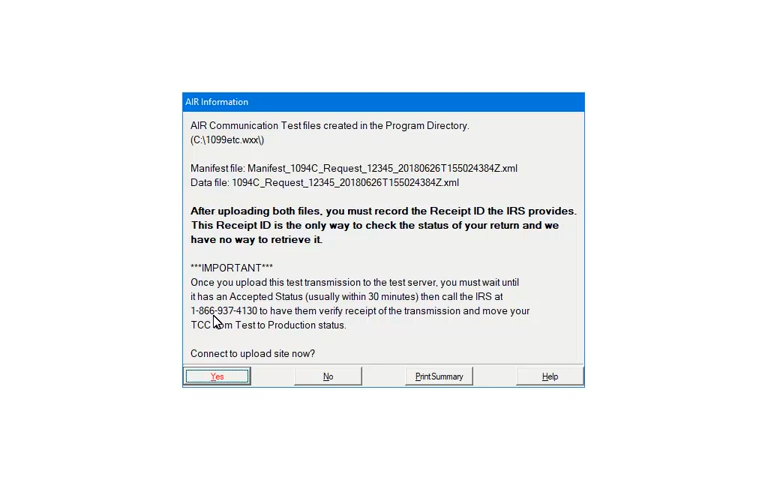 AIR Information
AIR Communication Test files created in the Program Directory.
(C:\1099etc.wxx\)
Manifest file: Manifest_1094C_Request_12345_20180626T155024384Z.xml
Data file: 1094C_Request_12345_20180626T155024384Z.xml
After uploading both files, you must record the Receipt ID the IRS provides.
This Receipt ID is the only way to check the status of your return and we
have no way to retrieve it.
***IMPORTANT***
Once you upload this test transmission to the test server, you must wait until
it has an Accepted Status (usually within 30 minutes) then call the IRS at
1-866-937-4130 to have them verify receipt of the transmission and move your
TCC from Test to Production status.
Connect to upload site now?
Yes No Print Summary Help